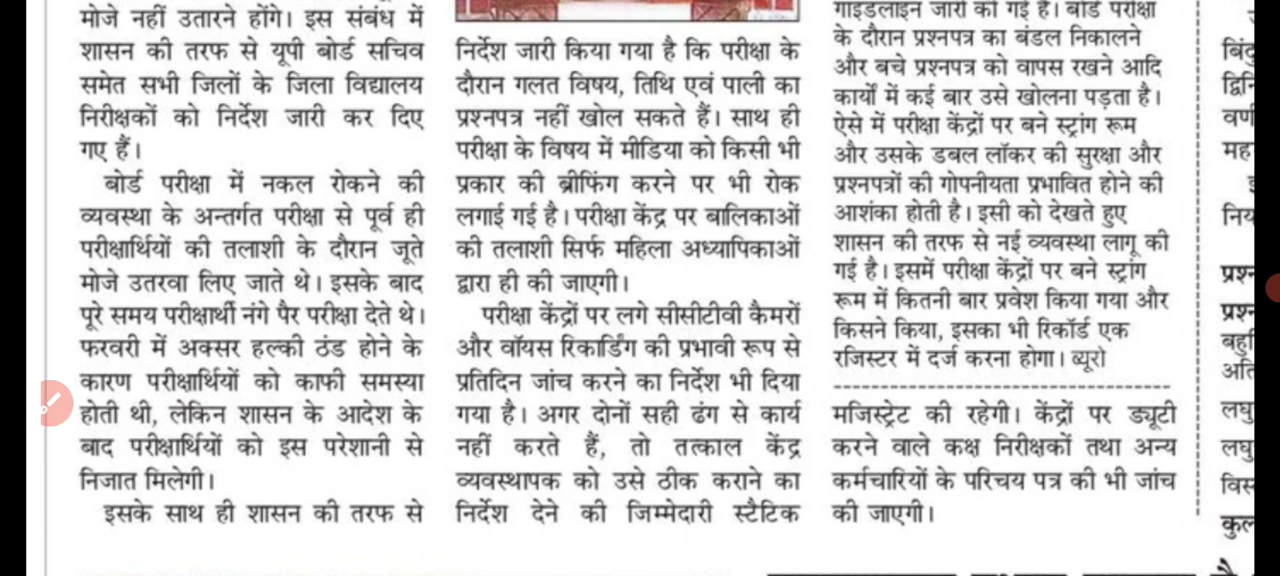 मोजे नहीं उतारने होंगे। इस संबंध में
शासन की तरफ से यूपी बोर्ड सचिव
समेत सभी जिलों के जिला विद्यालय
निरीक्षकों को निर्देश जारी कर दिए
गए हैं।
बोर्ड परीक्षा में नकल रोकने की
व्यवस्था के अन्तर्गत परीक्षा से पूर्व ही
परीक्षार्थियों की तलाशी के दौरान जूते
मोजे उतरवा लिए जाते थे। इसके बाद
पूरे समय परीक्षार्थी नंगे पैर परीक्षा देते थे।
फरवरी में अक्सर हल्की ठंड होने के
कारण परीक्षार्थियों को काफी समस्या
होती थी, लेकिन शासन के आदेश के
बाद परीक्षार्थियों को इस परेशानी से
निजात मिलेगी।
इसके साथ ही शासन की तरफ से
निर्देश जारी किया गया है कि परीक्षा के
दौरान गलत विषय, तिथि एवं पाली का
प्रश्नपत्र नहीं खोल सकते हैं। साथ ही
परीक्षा के विषय में मीडिया को किसी भी
प्रकार की ब्रीफिंग करने पर भी रोक
लगाई गई है। परीक्षा केंद्र पर बालिकाओं
की तलाशी सिर्फ महिला अध्यापिकाओं
द्वारा ही की जाएगी।
परीक्षा केंद्रों पर लगे सीसीटीवी कैमरों
और वॉयस रिकार्डिंग की प्रभावी रूप से
प्रतिदिन जांच करने का निर्देश भी दिया
गया है। अगर दोनों सही ढंग से कार्य
नहीं करते हैं, तो तत्काल केंद्र
व्यवस्थापक को उसे ठीक कराने का
निर्देश देने की जिम्मेदारी स्टैटिक
गाइडलाइन जारी की गई है। बोर्ड परीक्षा
के दौरान प्रश्नपत्र का बंडल निकालने
और बचे प्रश्नपत्र को वापस रखने आदि
कार्यों में कई बार उसे खोलना पड़ता है।
ऐसे में परीक्षा केंद्रों पर बने स्ट्रांग रूम
और उसके डबल लॉकर की सुरक्षा और
प्रश्नपत्रों की गोपनीयता प्रभावित होने की
आशंका होती है। इसी को देखते हुए
शासन की तरफ से नई व्यवस्था लागू की
गई है। इसमें परीक्षा केंद्रों पर बने स्ट्रांग
रूम में कितनी बार प्रवेश किया गया और
किसने किया, इसका भी रिकॉर्ड एक
रजिस्टर में दर्ज करना होगा। ब्यूरो
मजिस्ट्रेट की रहेगी। केंद्रों पर ड्यूटी
करने वाले कक्ष निरीक्षकों तथा अन्य
कर्मचारियों के परिचय पत्र की भी जांच
की जाएगी।